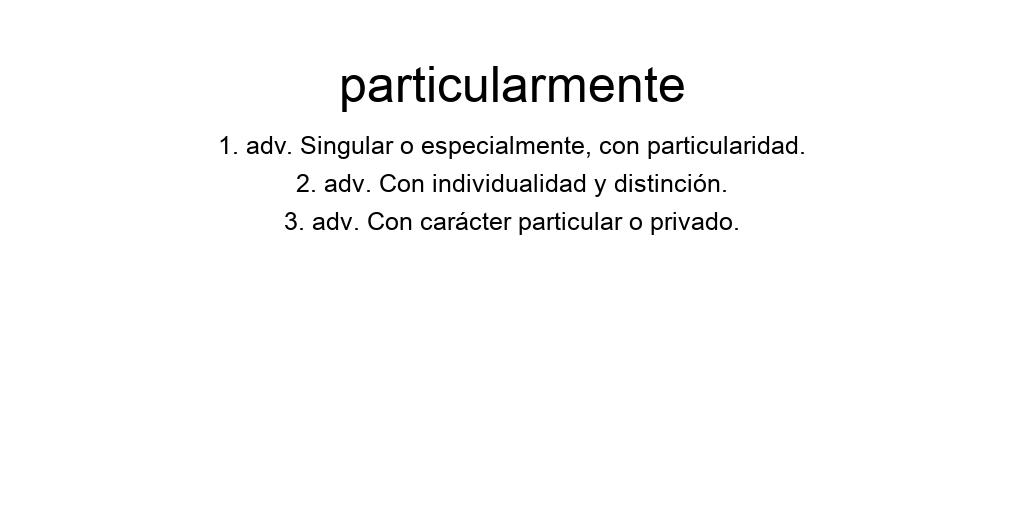 particularmente
1. adv. Singular o especialmente, con particularidad.
2. adv. Con individualidad y distinción.
3. adv. Con carácter particular o privado.